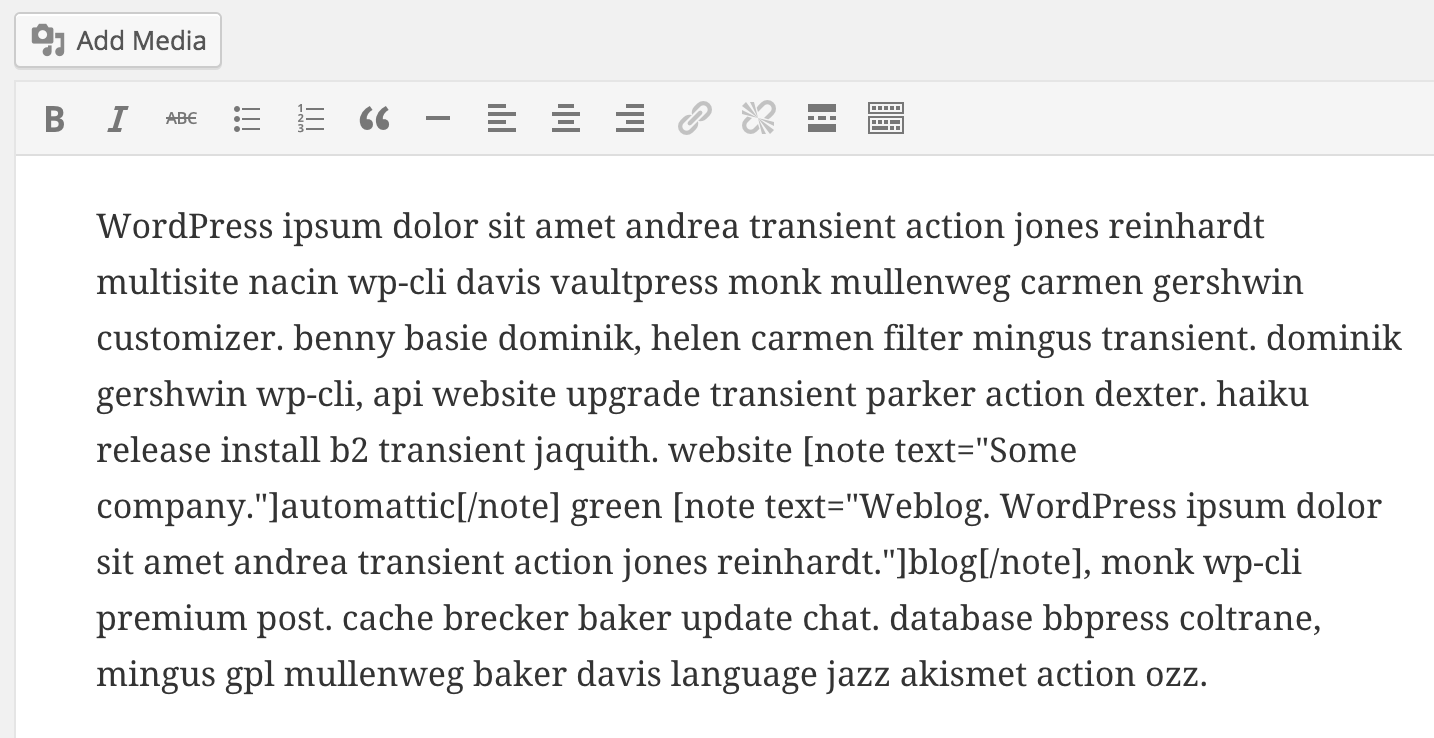 Add Media
B I ABC
1
2
3
WordPress ipsum dolor sit amet andrea transient action jones reinhardt
multisite nacin wp-cli davis vaultpress monk mullenweg carmen gershwin
customizer. benny basie dominik, helen carmen filter mingus transient. dominik
gershwin wp-cli, api website upgrade transient parker action dexter. haiku
release install b2 transient jaquith. website [note text="Some
company."]automattic[/note] green [note text="Weblog. WordPress ipsum dolor
sit amet andrea transient action jones reinhardt."]blog[/note], monk wp-cli
premium post. cache brecker baker update chat. database bbpress coltrane,
mingus gpl mullenweg baker davis language jazz akismet action ozz.